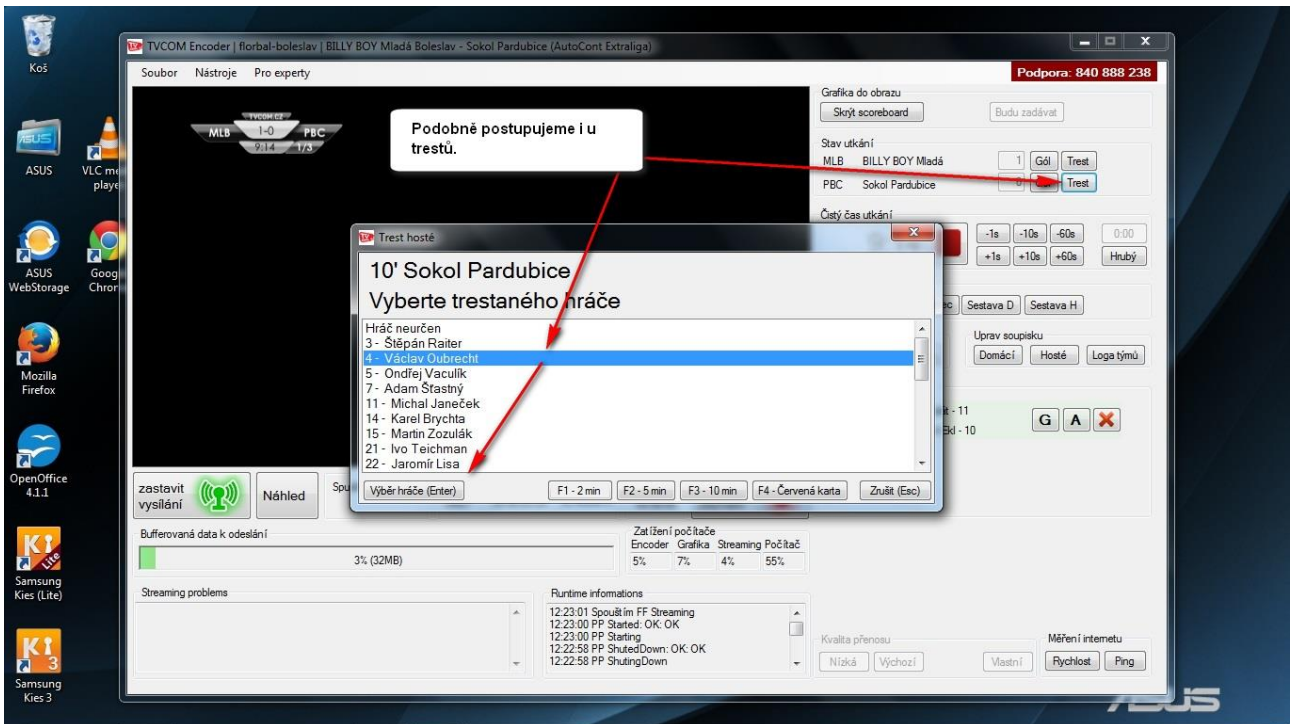 Koš
ASUS
VLC me
playe
ASUS
WebStorage
Goog
Chror
Mozilla
Firefox
OpenOffice
4.1.1
Samsung
Kies (Lite)
Samsung
Kies 3
TVCOM Encoder | florbal-boleslav | BILLY BOY Mladá Boleslav - Sokol Pardubice (AutoCont Extraliga)
Soubor Nástroje Pro experty
Podpora: 840 888 238
TVCOM.CZ
MLB 1-0 PBC
9:14 1/3
Podobně postupujeme i u
trestů.
Grafika do obrazu
Skrýt scoreboard Budu zadávat
Stav utkání
MLB BILLY BOY Mladá 1 Gól Trest
PBC Sokol Pardubice 0 Gól Trest
Čistý čas utkání
-1s -10s -60s 0:00
+1s +10s +60s Hrubý
Sestava D Sestava H
Uprav soupisku
Domácí Hosté Loga týmů
- 11
- 10
G A
Trest hosté
10' Sokol Pardubice
Vyberte trestaného hráče
Hráč neurčen
3 - Štěpán Raiter
4 - Václav Oubrecht
5 - Ondřej Vaculík
7 - Adam Šťastný
11 - Michal Janeček
14 - Karel Brychta
15 - Martin Zozulák
21 - Ivo Teichman
22 - Jaromír Lisa
Výběr hráče (Enter) F1 - 2 min F2 - 5 min F3 - 10 min F4 - Červená karta Zrušit (Esc)
zastavit
vysílání
Náhled
Spu
Bufferovaná data k odeslání
3% (32MB)
Zatížení počítače
Encoder Grafika Streaming Počítač
5% 7% 4% 55%
Streaming problems
Runtime informations
12:23:01 Spouštím FF Streaming
12:23:00 PP Started: OK: OK
12:23:00 PP Starting
12:22:58 PP ShutedDown: OK: OK
12:22:58 PP ShutingDown
Kvalita přenosu
Nízká Výchozí Vlastní
Měření internetu
Rychlost Ping
ASUS